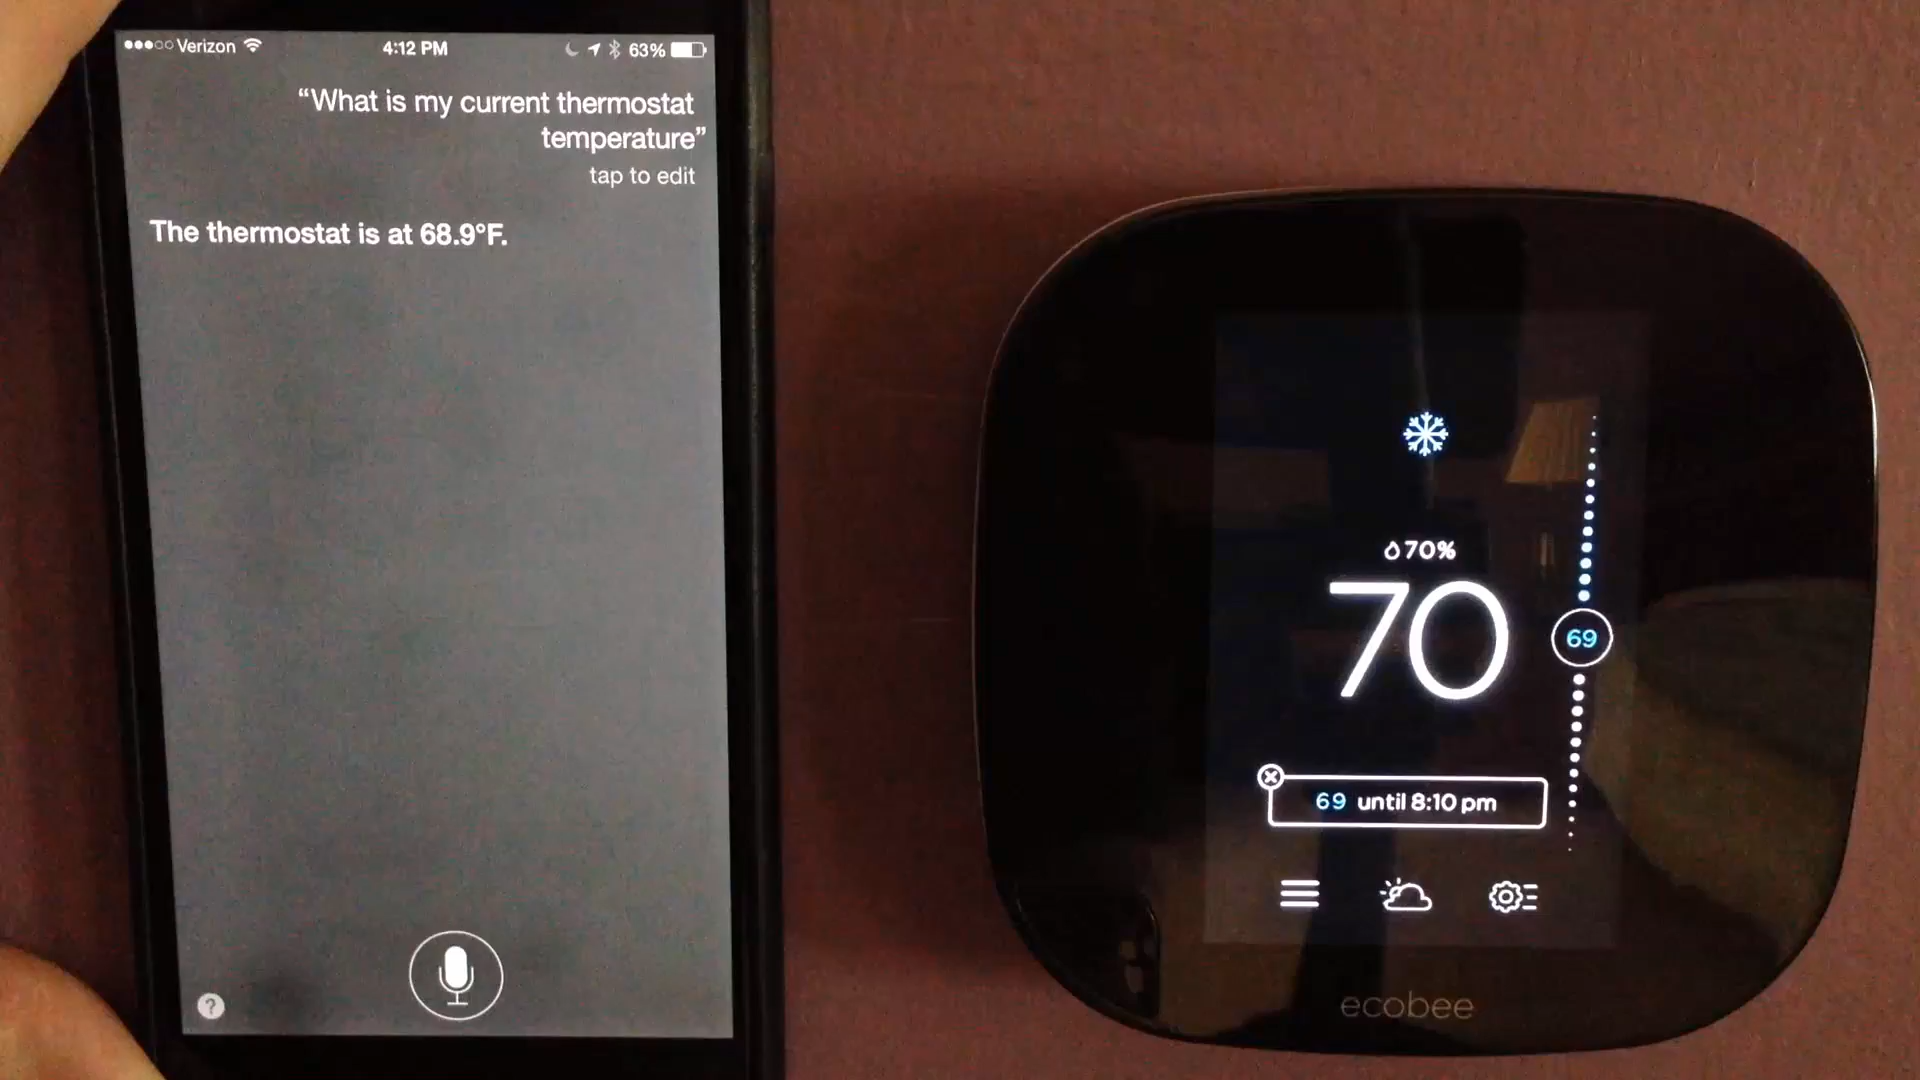 Verizon 4:12 PM 63%
“What is my current thermostat
temperature”
tap to edit
The thermostat is at 68.9°F.
?
70%
70
69
69 until 8:10 pm
ecobee